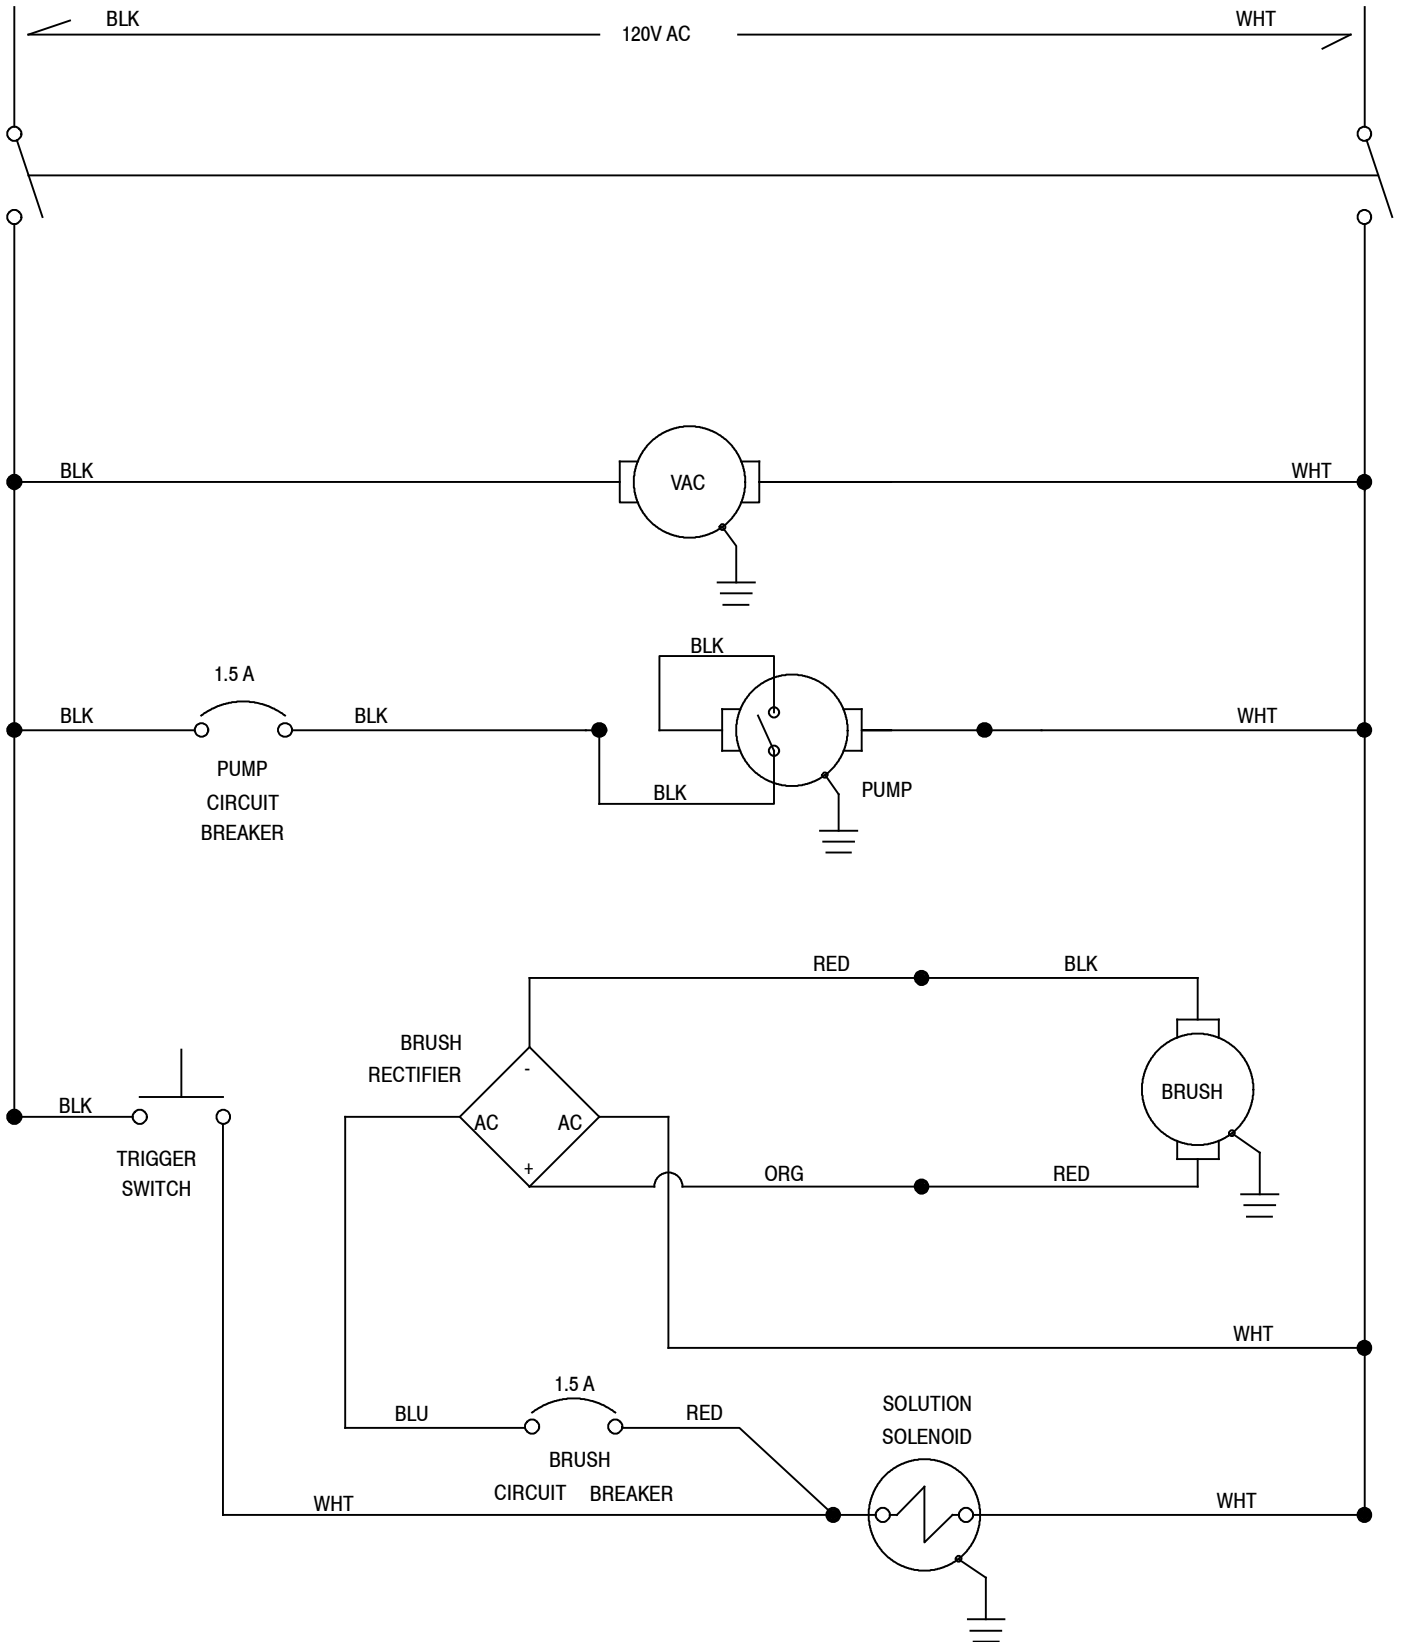 BLK
120V AC
WHT
BLK
VAC
WHT
BLK
1.5 A
BLK
BLK
WHT
PUMP
CIRCUIT
BREAKER
BLK
PUMP
RED
BLK
BRUSH
RECTIFIER
-
BLK
AC
AC
BRUSH
TRIGGER
SWITCH
+
ORG
RED
WHT
1.5 A
BLU
RED
SOLUTION
SOLENOID
BRUSH
CIRCUIT BREAKER
WHT
WHT